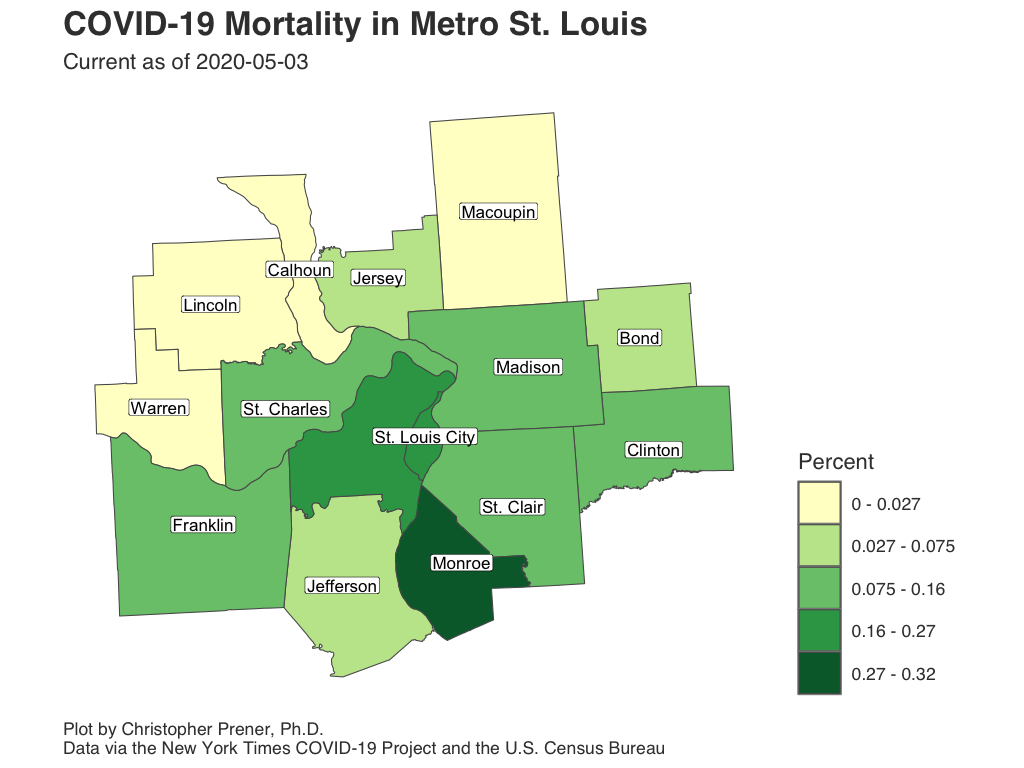 COVID-19 Mortality in Metro St. Louis
Current as of 2020-05-03
Macoupin
Calhoun
Jersey
Lincoln
Bond
Madison
Warren
St. Charles
St. Louis City
Clinton
Percent
0 - 0.027
St. Clair
Franklin
0.027 - 0.075
Monroe
Jefferson
0.075 - 0.16
0.16 - 0.27
0.27 - 0.32
Plot by Christopher Prener, Ph.D.
Data via the New York Times COVID-19 Project and the U.S. Census Bureau